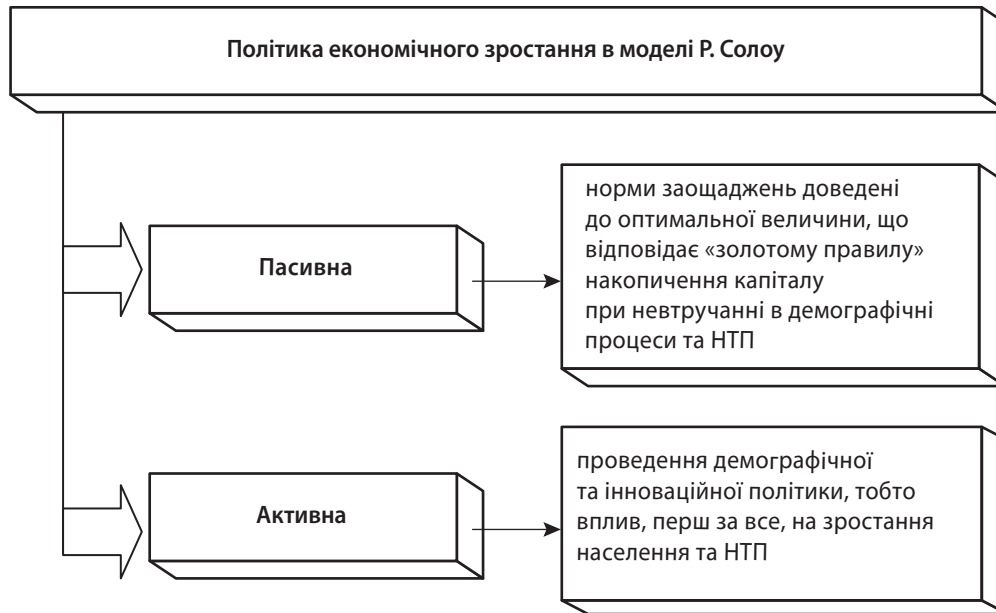 Політика економічного зростання в моделі Р. Солоу
Пасивна
норми заощаджень доведені
до оптимальної величини, що
відповідає «золотому правилу»
накопичення капіталу
при невтручанні в демографічні
процеси та НТП
Активна
проведення демографічної
та інноваційної політики, тобто
вплив, перш за все, на зростання
населення та НТП